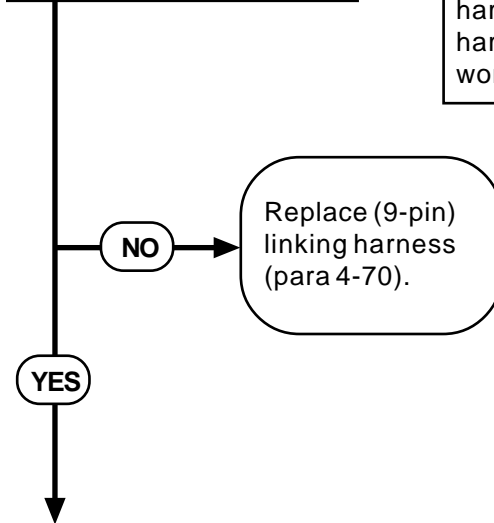 NO
Replace (9-pin)
linking harness
(para 4-70).
YES